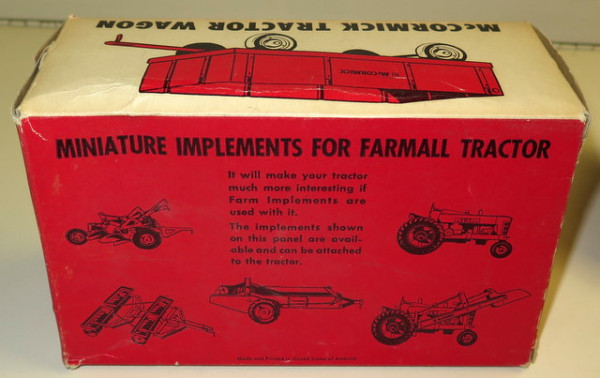 McCORMICK TRACTOR WAGON
McCORMICK
MINIATURE IMPLEMENTS FOR FARMALL TRACTOR
It will make your tractor
much more interesting if
Farm Implements are
used with it.
The implements shown
on this panel are avail-
able and can be attached
to the tractor.
Made and Printed in United States of America